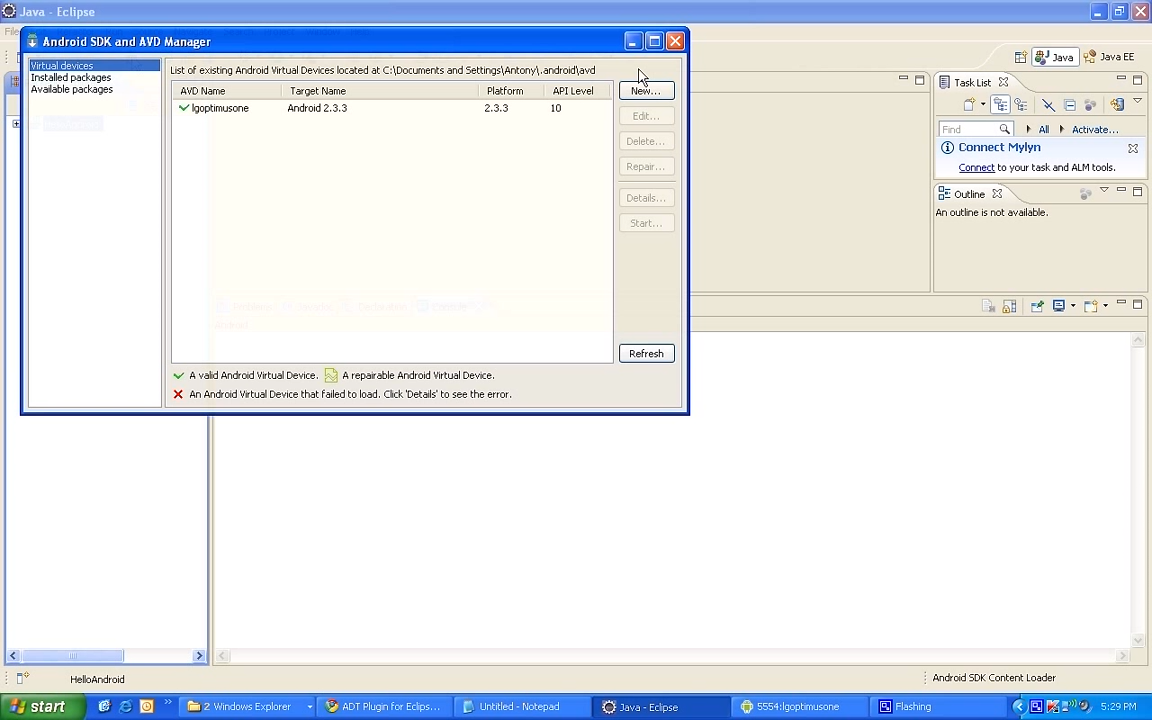 Java - Eclipse
Android SDK and AVD Manager
Virtual devices
Installed packages
Available packages
List of existing Android Virtual Devices located at C:\Documents and Settings\Antony\.android\avd
AVD Name Target Name Platform API Level
lgoptimusone Android 2.3.3 2.3.3 10
New...
Edit...
Delete...
Repair...
Details...
Start...
Refresh
A valid Android Virtual Device. A repairable Android Virtual Device.
An Android Virtual Device that failed to load. Click 'Details' to see the error.
Java Java EE
Task List
Find All Activate...
Connect Mylyn
Connect to your task and ALM tools.
Outline
An outline is not available.
HelloAndroid
Android SDK Content Loader
start
2 Windows Explorer
ADT Plugin for Eclips...
Untitled - Notepad
Java - Eclipse
5554:lgoptimusone
Flashing
5:29 PM